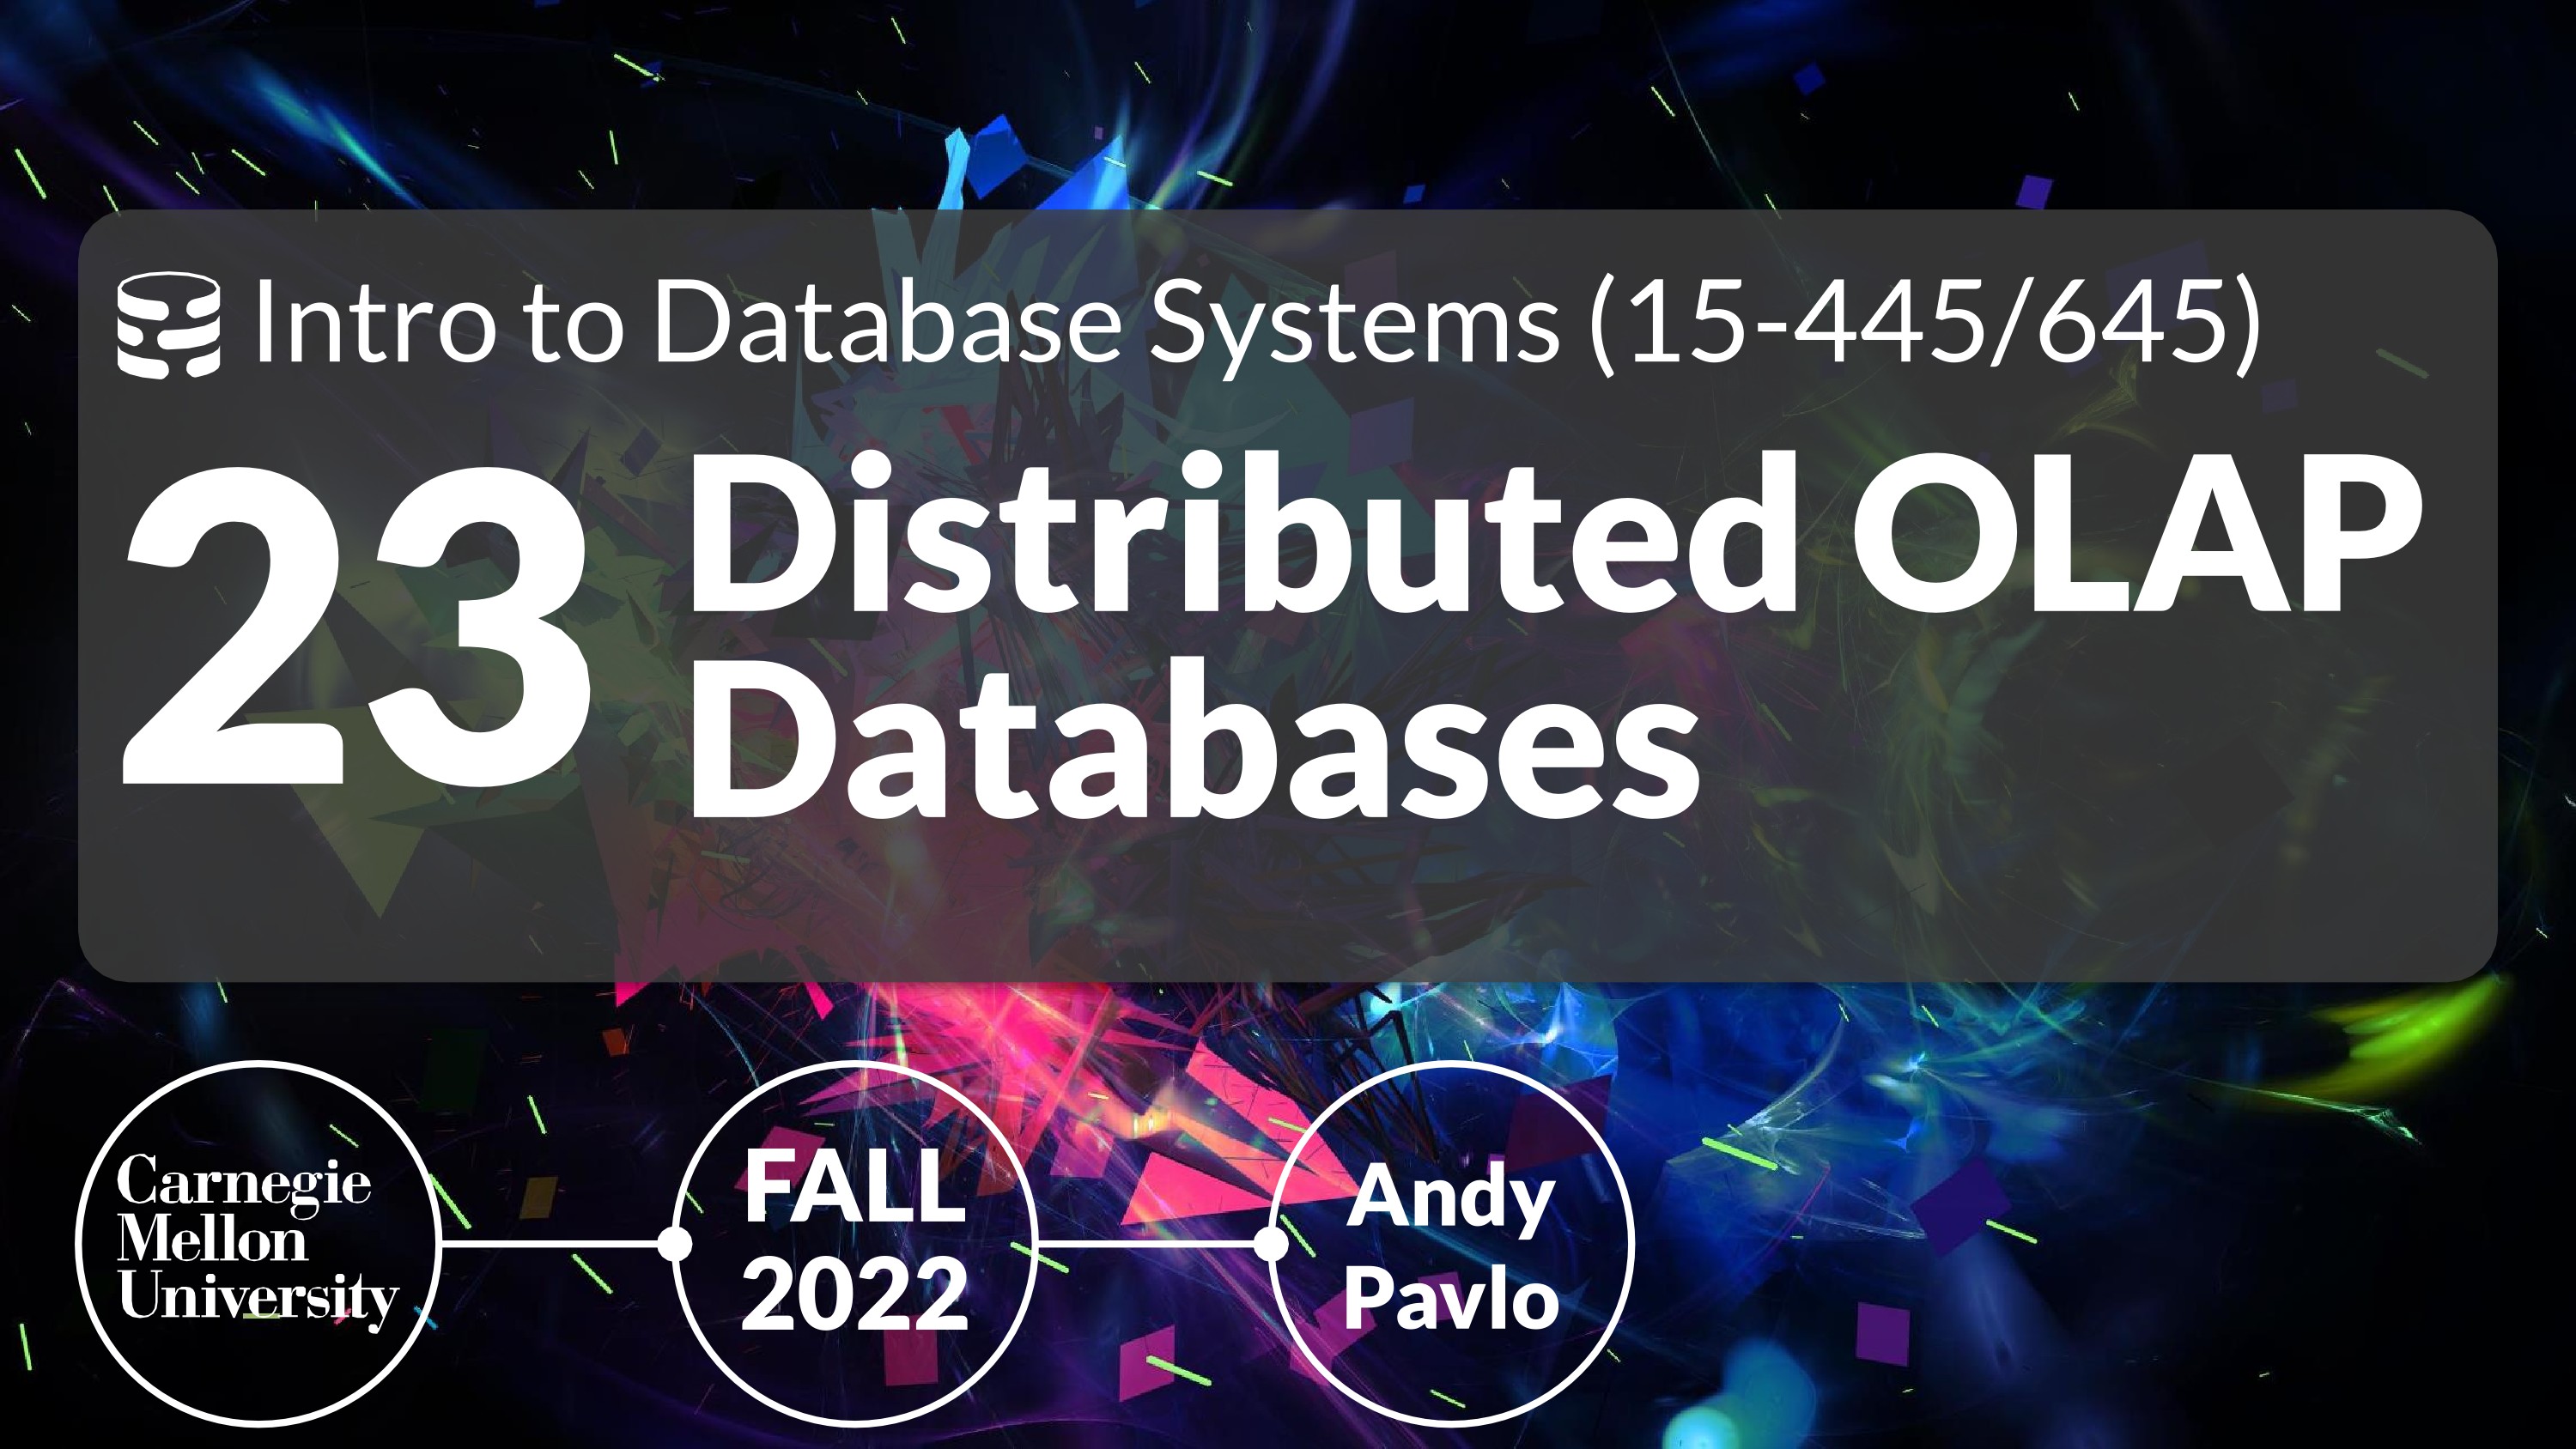 Intro to Database Systems (15-445/645)
23
Distributed OLAP
Databases
Carnegie
Mellon
University
FALL
2022
Andy
Pavlo